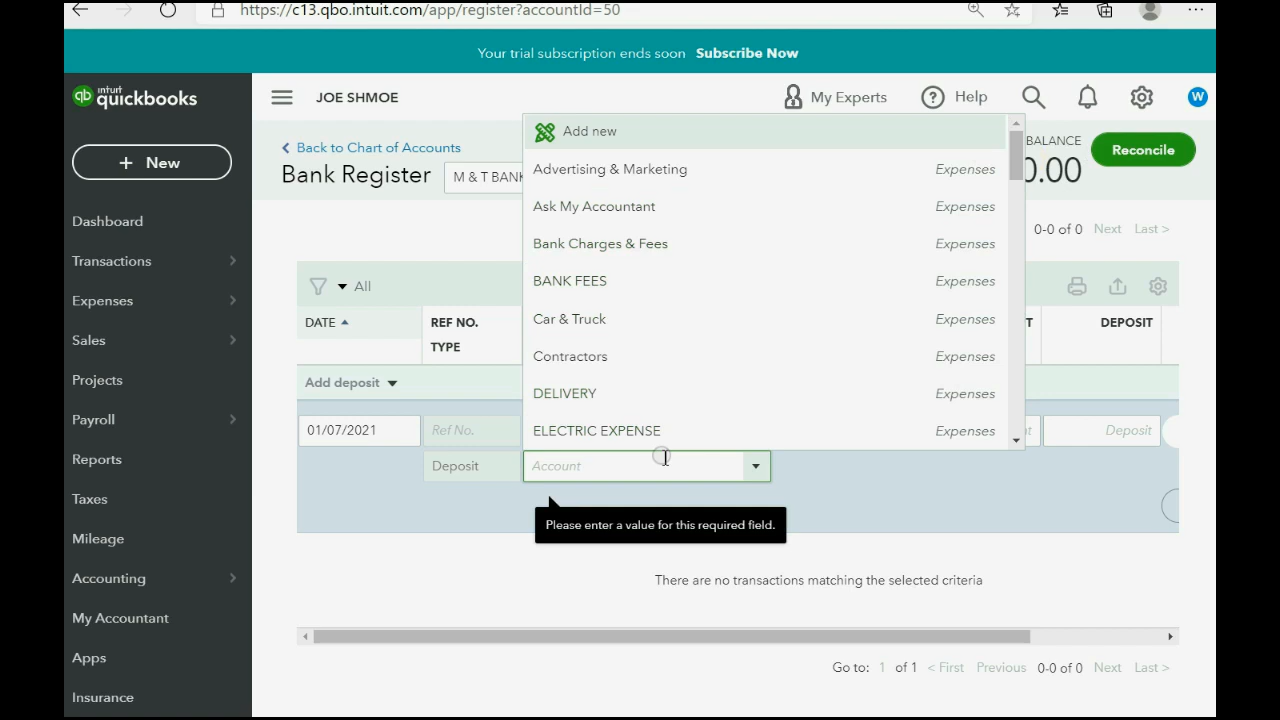 https://c13.qbo.intuit.com/app/register?accountId=50
Your trial subscription ends soon Subscribe Now
intuit
quickbooks
JOE SHMOE
My Experts
Help
W
+ New
Back to Chart of Accounts
Bank Register
M & T BANK
BALANCE
0.00
Reconcile
Dashboard
Transactions
Expenses
Sales
Projects
Payroll
Reports
Taxes
Mileage
Accounting
My Accountant
Apps
Insurance
Add new
Advertising & Marketing Expenses
Ask My Accountant Expenses
Bank Charges & Fees Expenses
BANK FEES Expenses
Car & Truck Expenses
Contractors Expenses
DELIVERY Expenses
ELECTRIC EXPENSE Expenses
0-0 of 0 Next Last >
All
DATE REF NO. DEPOSIT
TYPE
Add deposit
01/07/2021 Ref No. Deposit
Deposit Account
Please enter a value for this required field.
There are no transactions matching the selected criteria
Go to: 1 of 1 < First Previous 0-0 of 0 Next Last >